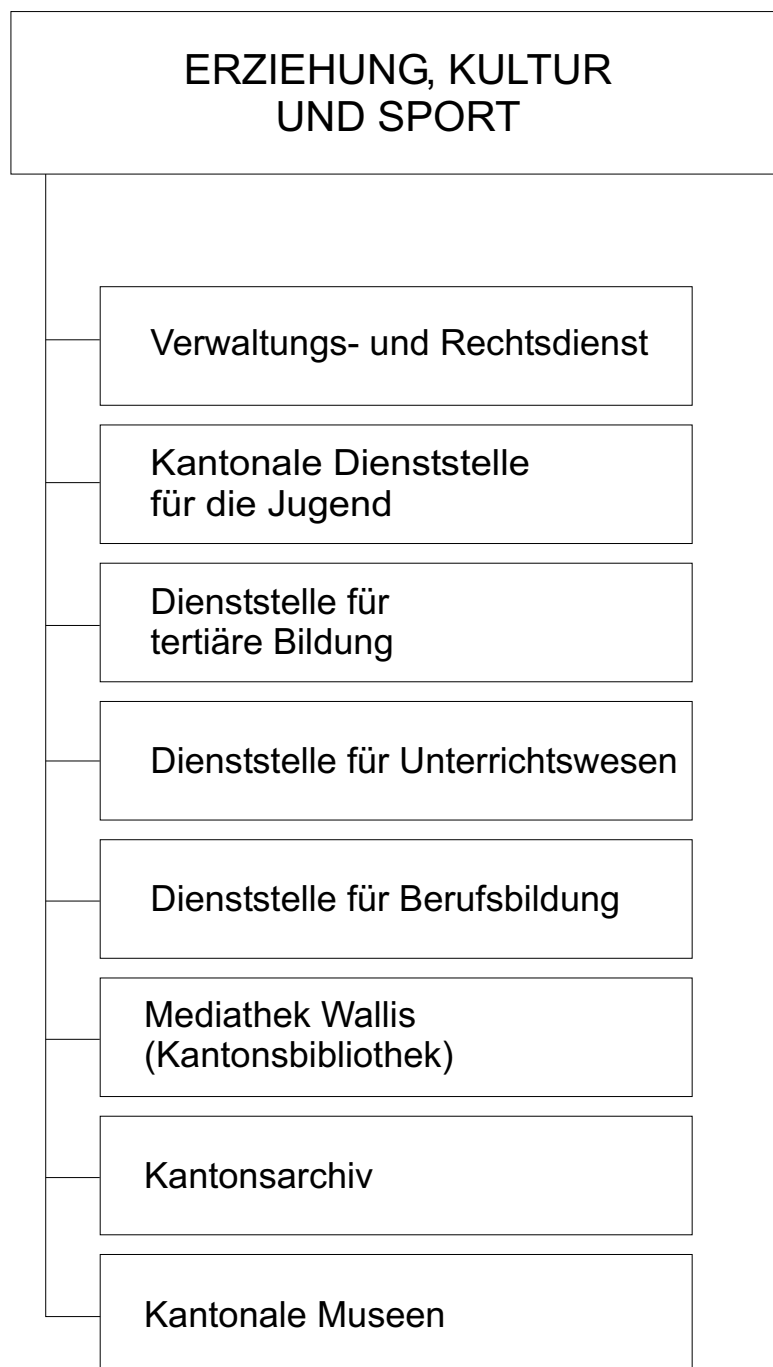 ERZIEHUNG, KULTUR
UND SPORT
Verwaltungs- und Rechtsdienst
Kantonale Dienststelle
für die Jugend
Dienststelle für
tertiäre Bildung
Dienststelle für Unterrichtswesen
Dienststelle für Berufsbildung
Mediathek Wallis
(Kantonsbibliothek)
Kantonsarchiv
Kantonale Museen